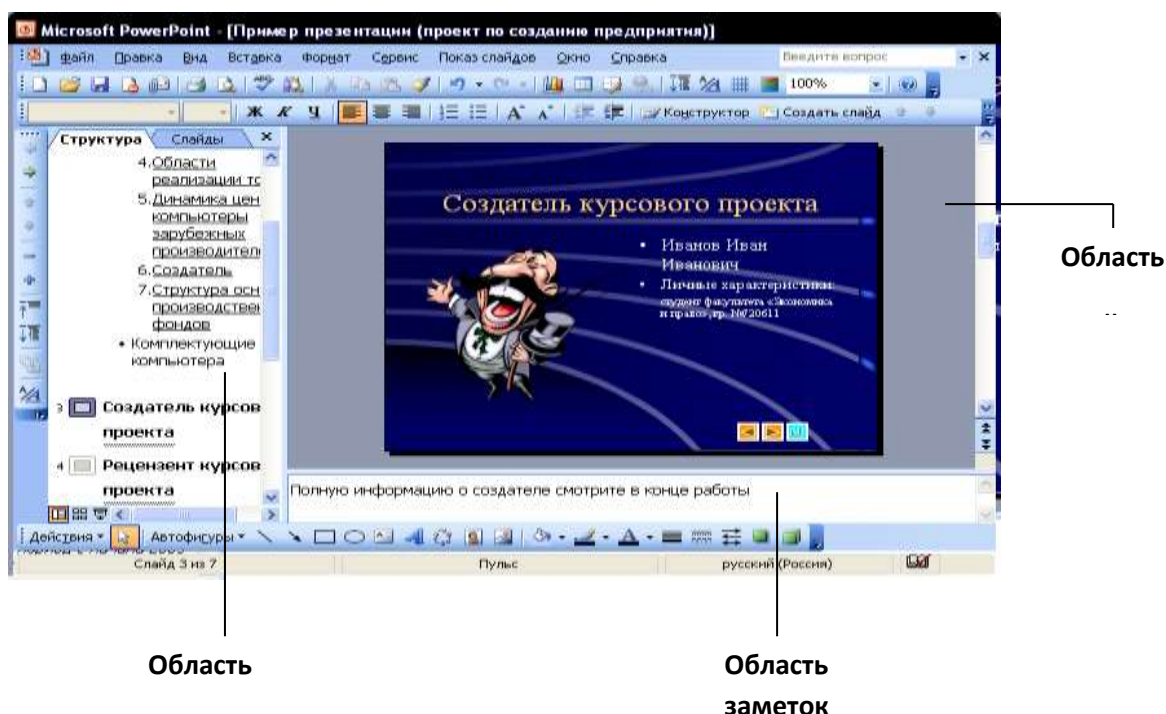 Microsoft PowerPoint - [Пример презентации (проект по созданию предприятия)]
Файл Правка Вид Вставка Формат Сервис Показ слайдов Окно Справка Введите вопрос
100%
Ж К Ч Конструктор Создать слайд
Структура Слайды
4.Области
реализации то
5.Динамика цен
компьютеры
зарубежных
производител
6.Создатель
7.Структура осн
производствен
фондов
• Комплектующие
компьютера
3 Создатель курсов
проекта
4 Рецензент курсов
проекта
Создатель курсового проекта
• Иванов Иван
Иванович
• Личные характеристики:
студент факультета «Экономика
и право», гр. №720611
Полную информацию о создателе смотрите в конце работы
Действия Автофигуры
Слайд 3 из 7 Пульс русский (Россия)
Область
Область
Область
заметок